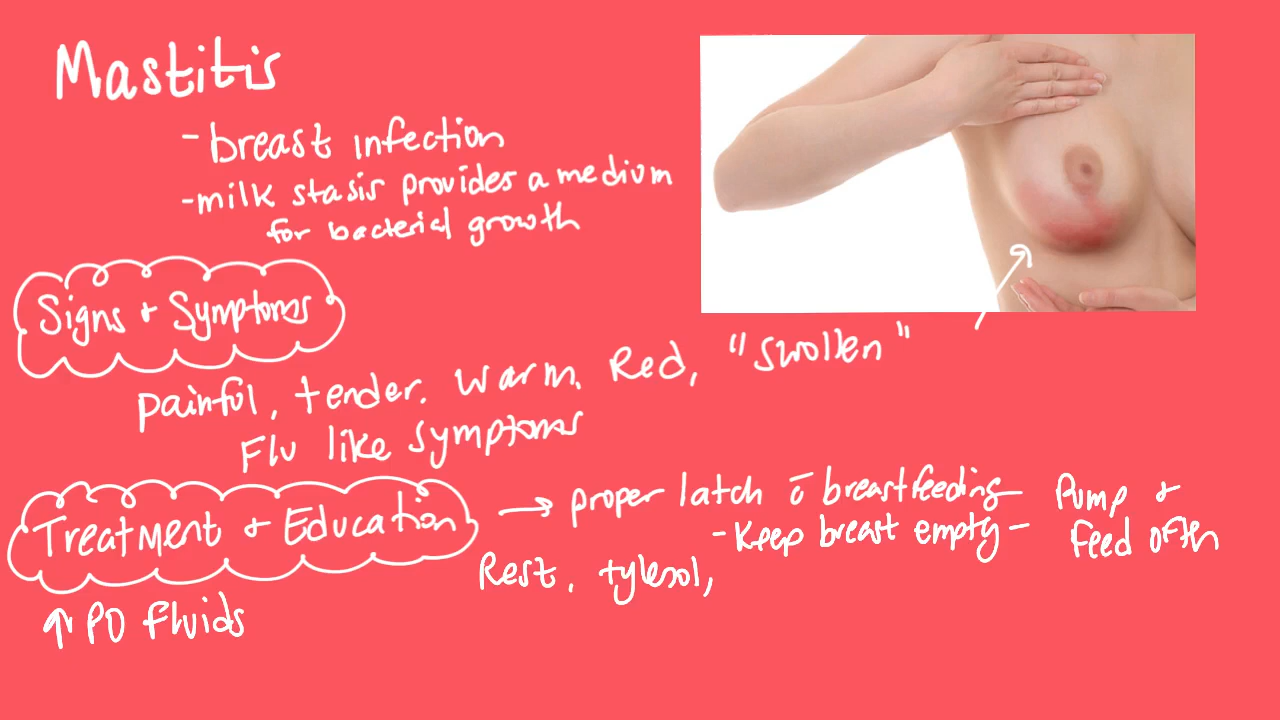 Mastitis
- breast infection
- milk stasis provides a medium
for bacterial growth
Signs + Symptoms
painful, tender. warm. Red, "swollen"
Flu like symptoms
Treatment + Education → proper latch c̄ breastfeeding - Pump +
- Keep breast empty - feed often
Rest, tylenol,
↑ PO fluids